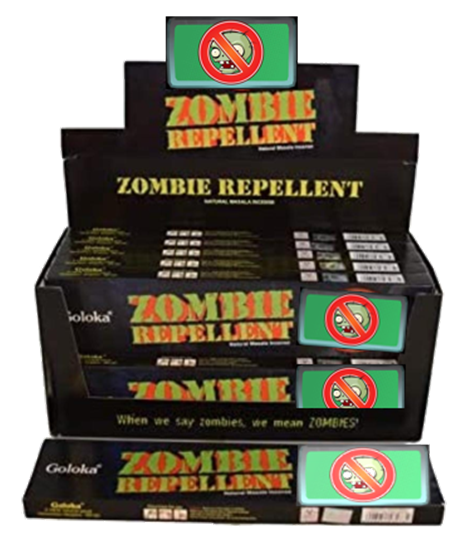 ZOMBIE
REPELLENT
Natural Masala Incense
ZOMBIE REPELLENT
NATURAL MASALA INCENSE
Goloka®
ZOMBIE
REPELLENT
Natural Masala Incense
ZOMBIE
When we say zombies, we mean ZOMBIES!
Goloka®
ZOMBIE
REPELLENT
Natural Masala Incense
Goloka®